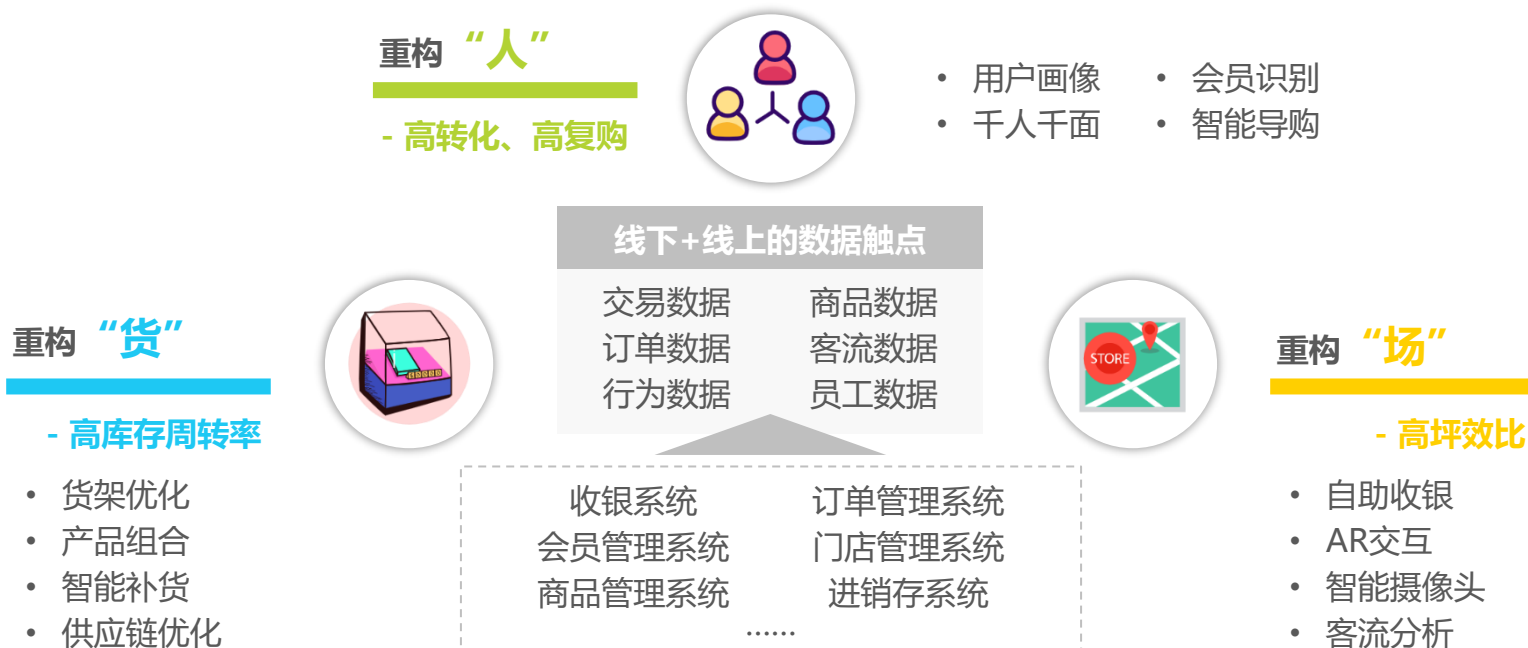 重构“人”
- 高转化、高复购
• 用户画像
• 千人千面
• 会员识别
• 智能导购
线下+线上的数据触点
交易数据 商品数据
订单数据 客流数据
行为数据 员工数据
重构“货”
- 高库存周转率
• 货架优化
• 产品组合
• 智能补货
• 供应链优化
收银系统 订单管理系统
会员管理系统 门店管理系统
商品管理系统 进销存系统
……
STORE
重构“场”
- 高坪效比
• 自助收银
• AR交互
• 智能摄像头
• 客流分析